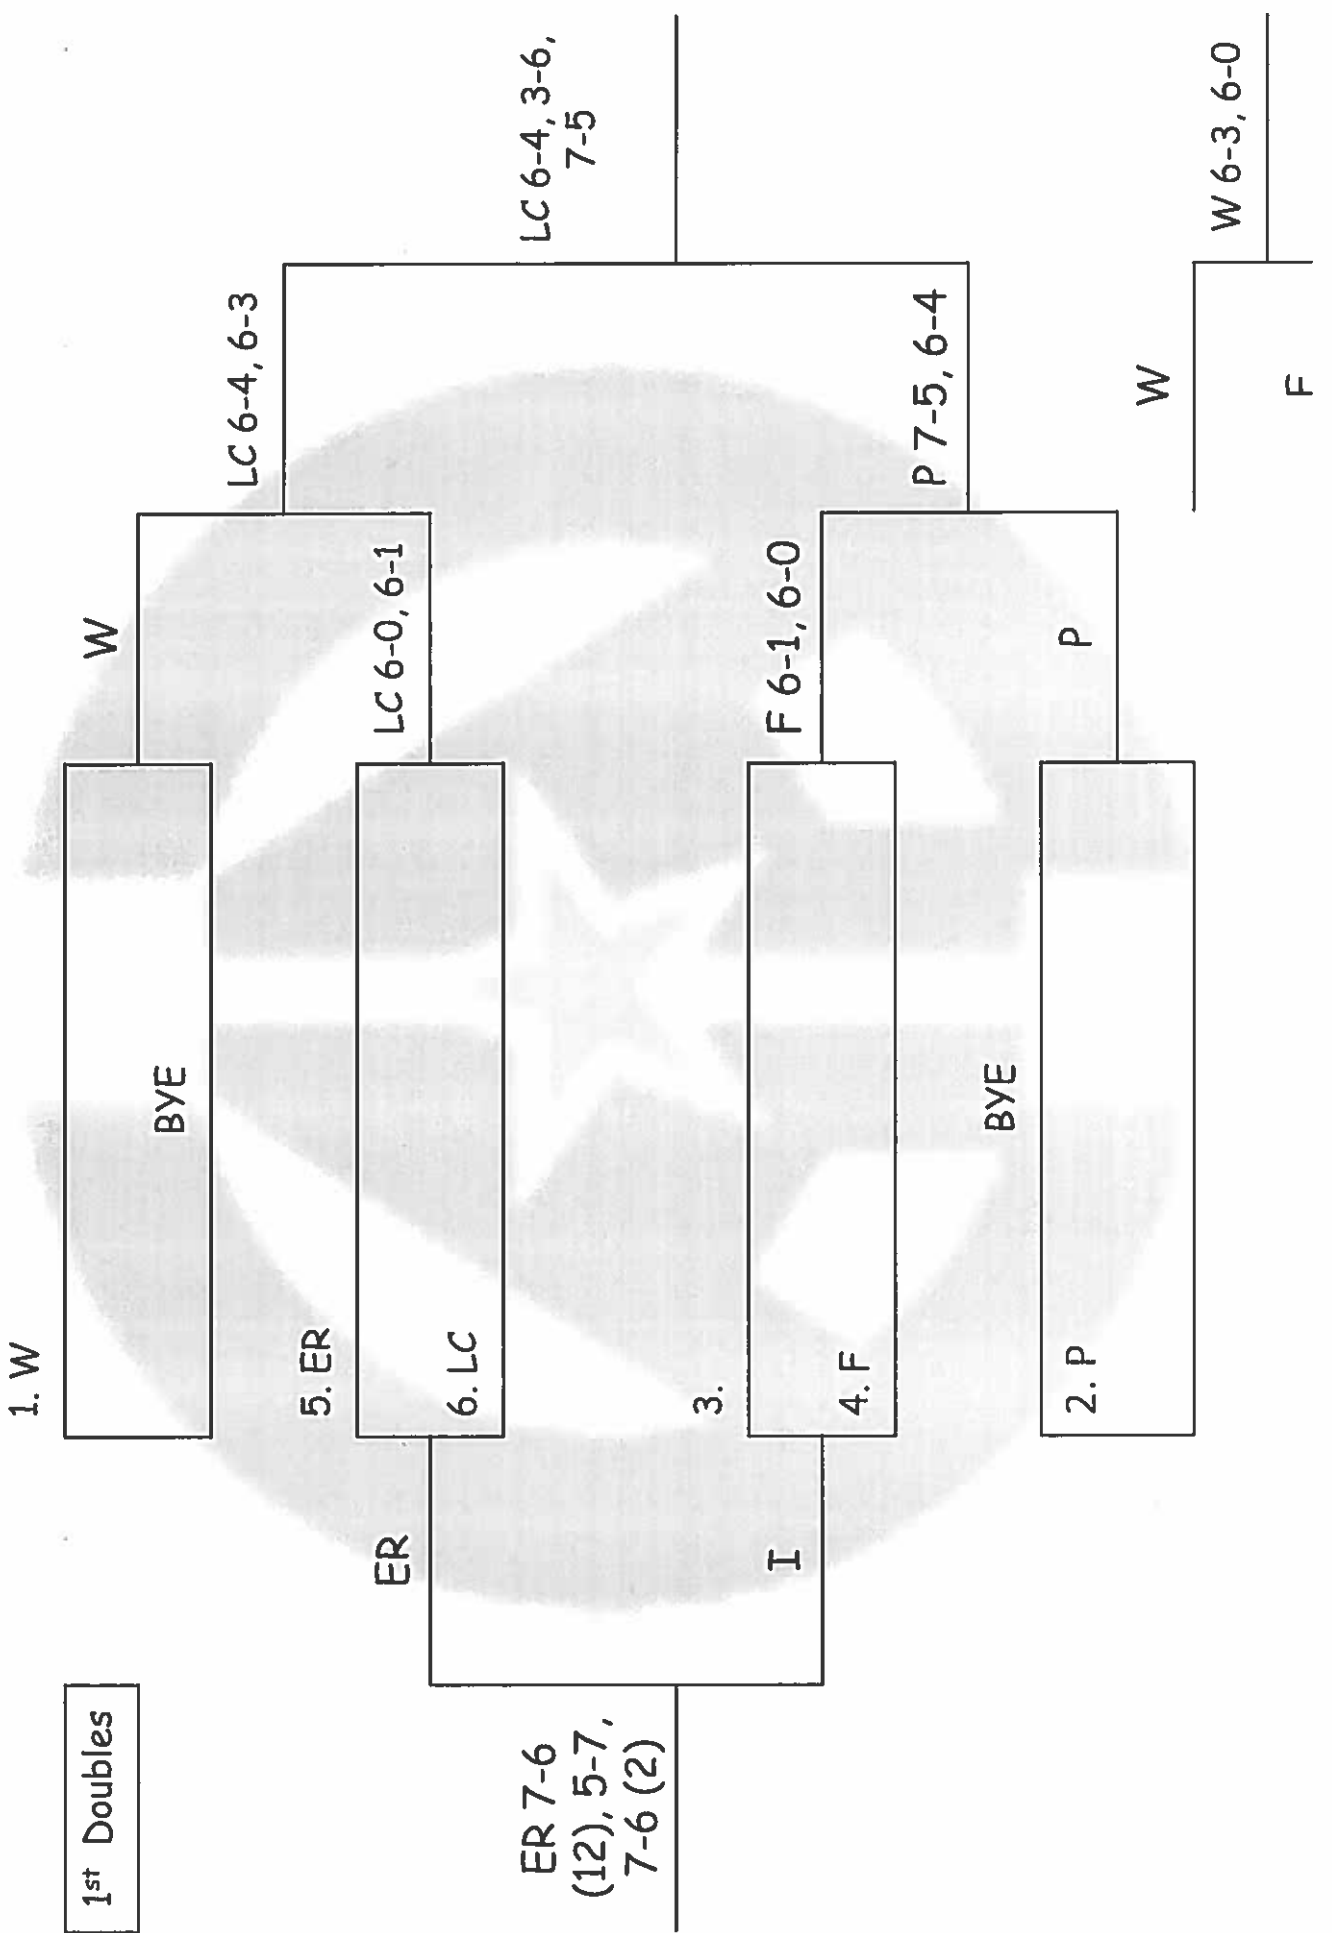 1st Doubles
1. W
BYE
W
5. ER
6. LC
ER
LC 6-0, 6-1
LC 6-4, 6-3
ER 7-6
(12), 5-7,
7-6 (2)
LC 6-4, 3-6,
7-5
3.
4. F
I
F 6-1, 6-0
P 7-5, 6-4
BYE
2. P
P
W
F
W 6-3, 6-0